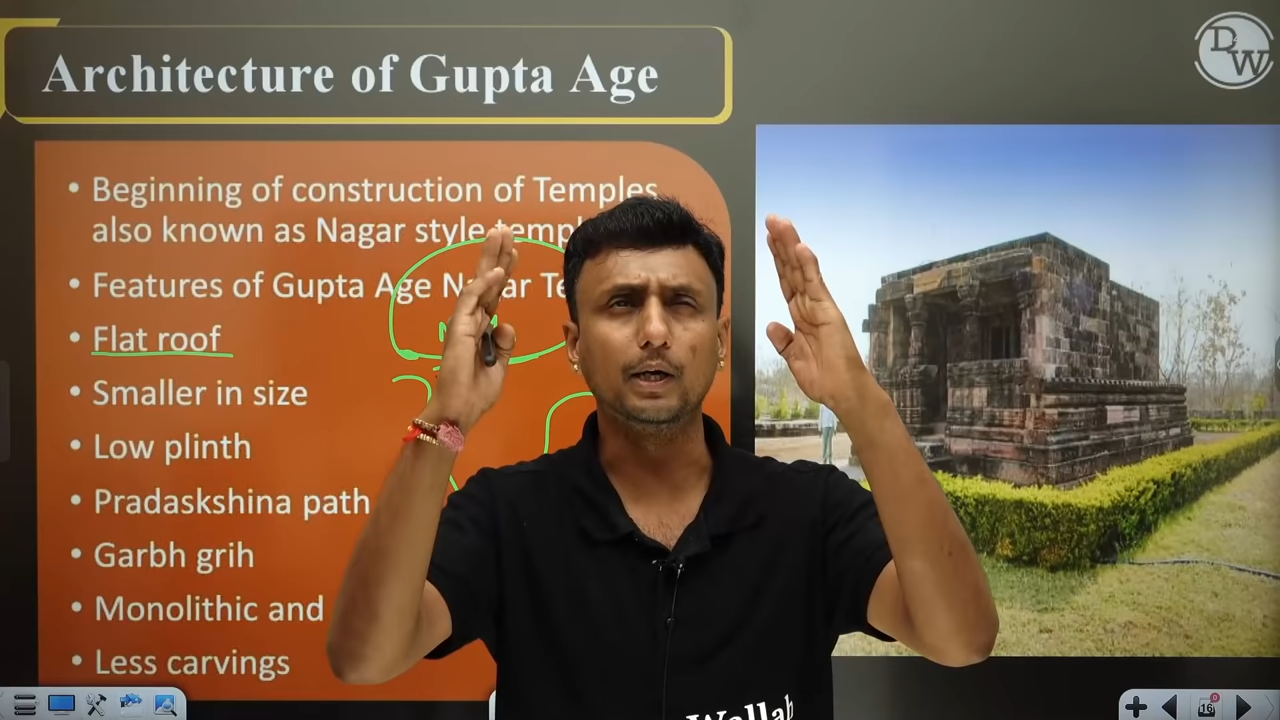 Architecture of Gupta Age
DW
• Beginning of construction of Temples
also known as Nagar style
• Features of Gupta Age
• Flat roof
• Smaller in size
• Low plinth
• Pradaskshina path
• Garbh grih
• Monolithic and
• Less carvings
16